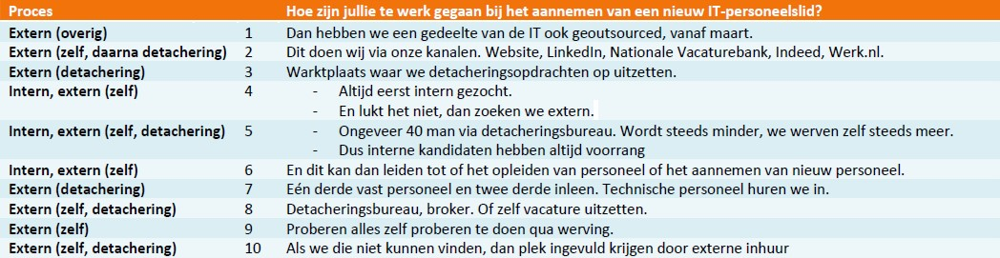 Proces Hoe zijn jullie te werk gegaan bij het aannemen van een nieuw IT-personeelslid?
Extern (overig) 1 Dan hebben we een gedeelte van de IT ook geoutsourced, vanaf maart.
Extern (zelf, daarna detachering) 2 Dit doen wij via onze kanalen. Website, LinkedIn, Nationale Vacaturebank, Indeed, Werk.nl.
Extern (detachering) 3 Warktplaats waar we detacheringsopdrachten op uitzetten.
Intern, extern (zelf) 4 - Altijd eerst intern gezocht.
- En lukt het niet, dan zoeken we extern.
Intern, extern (zelf, detachering) 5 - Ongeveer 40 man via detacheringsbureau. Wordt steeds minder, we werven zelf steeds meer.
- Dus interne kandidaten hebben altijd voorrang
Intern, extern (zelf) 6 En dit kan dan leiden tot of het opleiden van personeel of het aannemen van nieuw personeel.
Extern (detachering) 7 Eén derde vast personeel en twee derde inleen. Technische personeel huren we in.
Extern (zelf, detachering) 8 Detacheringsbureau, broker. Of zelf vacature uitzetten.
Extern (zelf) 9 Proberen alles zelf proberen te doen qua werving.
Extern (zelf, detachering) 10 Als we die niet kunnen vinden, dan plek ingevuld krijgen door externe inhuur